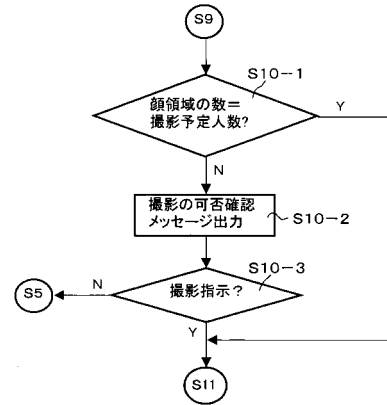 S9
S10-1
顔領域の数=
撮影予定人数?
Y
N
撮影の可否確認
メッセージ出力
S10-2
S10-3
撮影指示?
N
S5
Y
S11